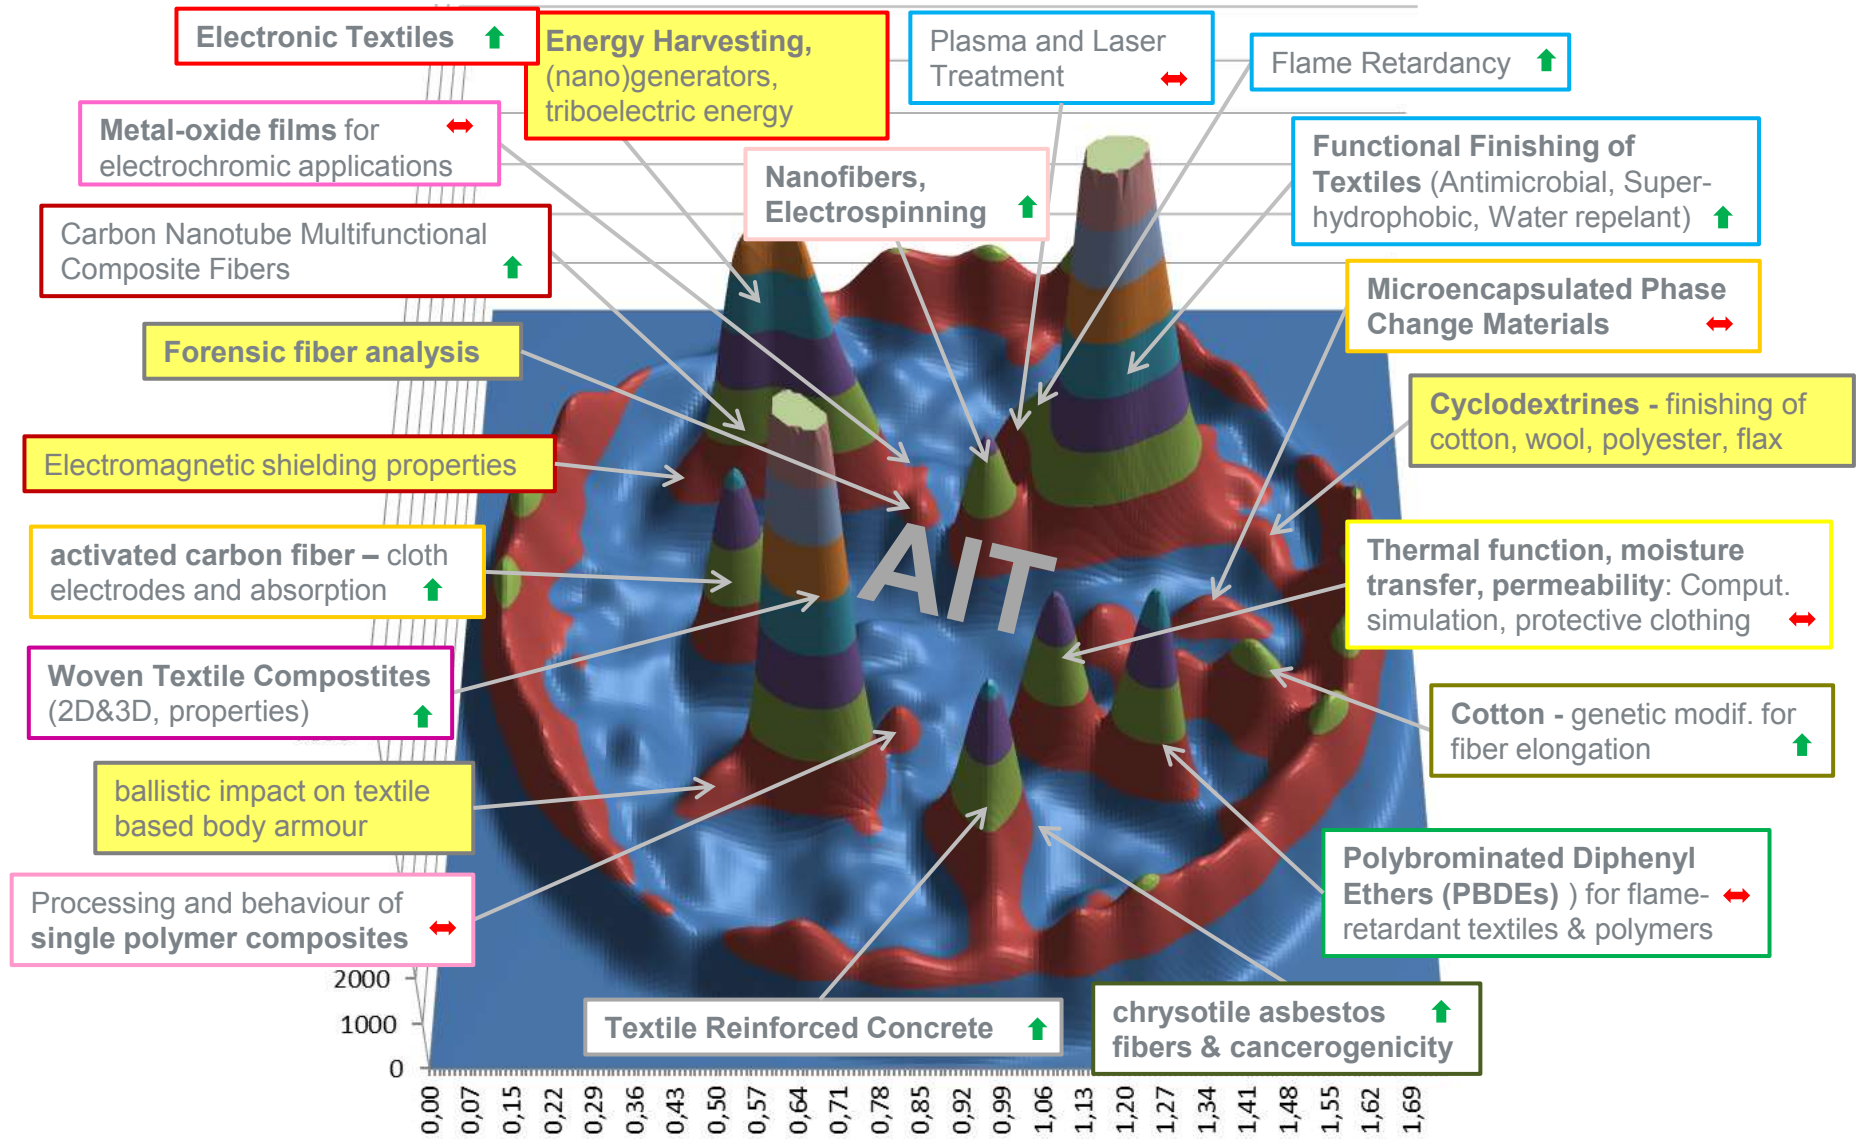 Electronic Textiles
Energy Harvesting,
(nano)generators,
triboelectric energy
Plasma and Laser
Treatment
Flame Retardancy
Metal-oxide films for
electrochromic applications
Nanofibers,
Electrospinning
Functional Finishing of
Textiles (Antimicrobial, Super-
hydrophobic, Water repelant)
Carbon Nanotube Multifunctional
Composite Fibers
Microencapsulated Phase
Change Materials
Forensic fiber analysis
Cyclodextrines - finishing of
cotton, wool, polyester, flax
Electromagnetic shielding properties
AIT
activated carbon fiber – cloth
electrodes and absorption
Thermal function, moisture
transfer, permeability: Comput.
simulation, protective clothing
Woven Textile Compostites
(2D&3D, properties)
Cotton - genetic modif. for
fiber elongation
ballistic impact on textile
based body armour
Polybrominated Diphenyl
Ethers (PBDEs) ) for flame-
retardant textiles & polymers
Processing and behaviour of
single polymer composites
Textile Reinforced Concrete
chrysotile asbestos
fibers & cancerogenicity
2000
1000
0
0,00
0,07
0,15
0,22
0,29
0,36
0,43
0,50
0,57
0,64
0,71
0,78
0,85
0,92
0,99
1,06
1,13
1,20
1,27
1,34
1,41
1,48
1,55
1,62
1,69